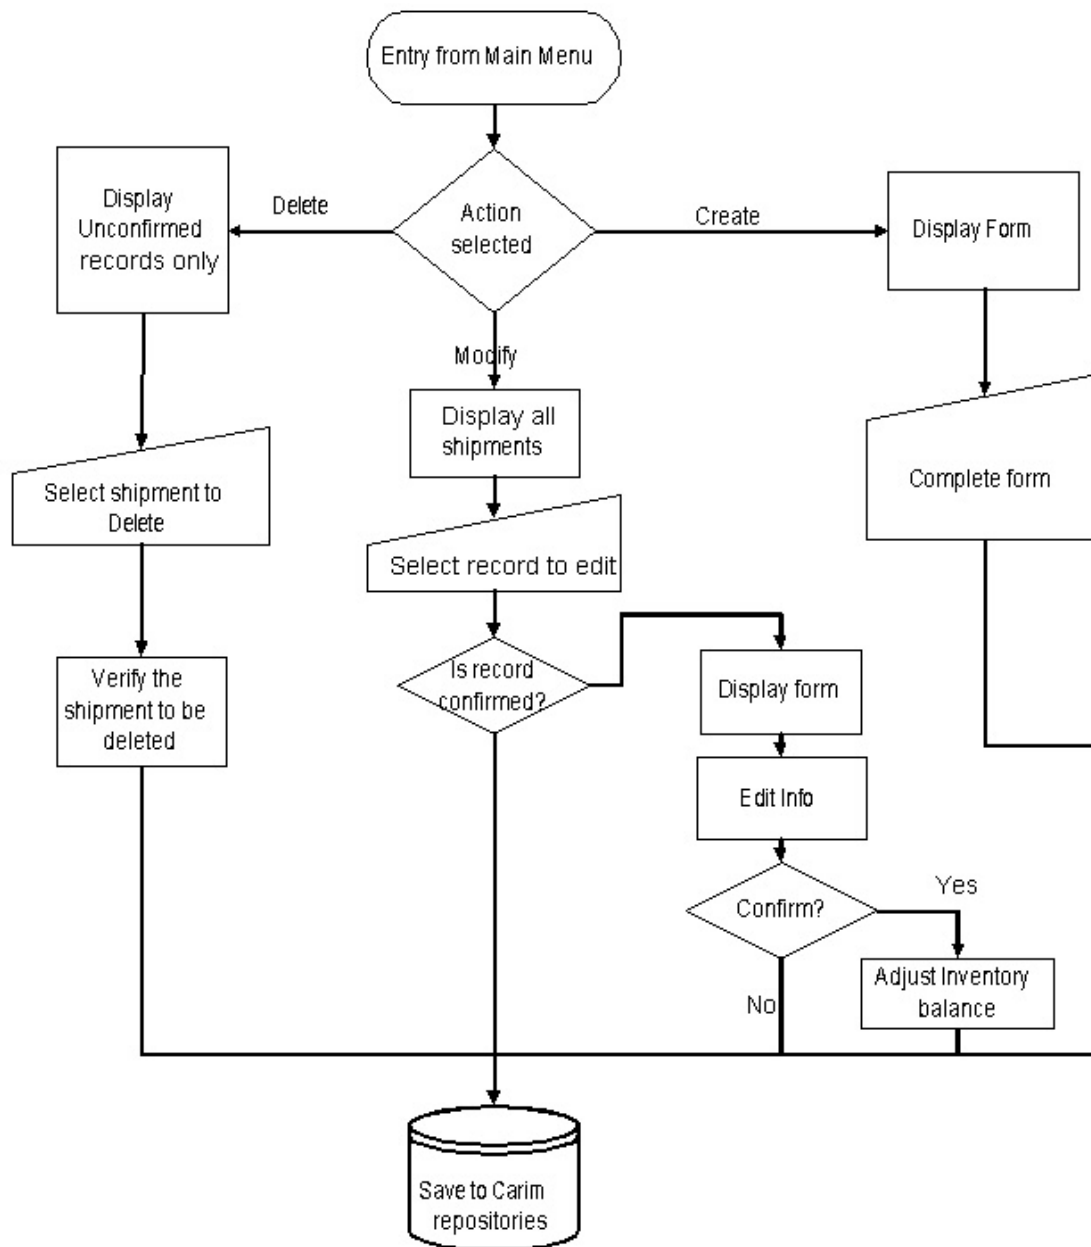 Entry from Main Menu
Display
Unconfirmed
records only
Delete
Action
selected
Create
Display Form
Modify
Display all
shipments
Select shipment to
Delete
Select record to edit
Complete form
Verify the
shipment to be
deleted
Is record
confirmed?
Display form
Edit Info
Confirm?
Yes
No
Adjust Inventory
balance
Save to Carim
repositories